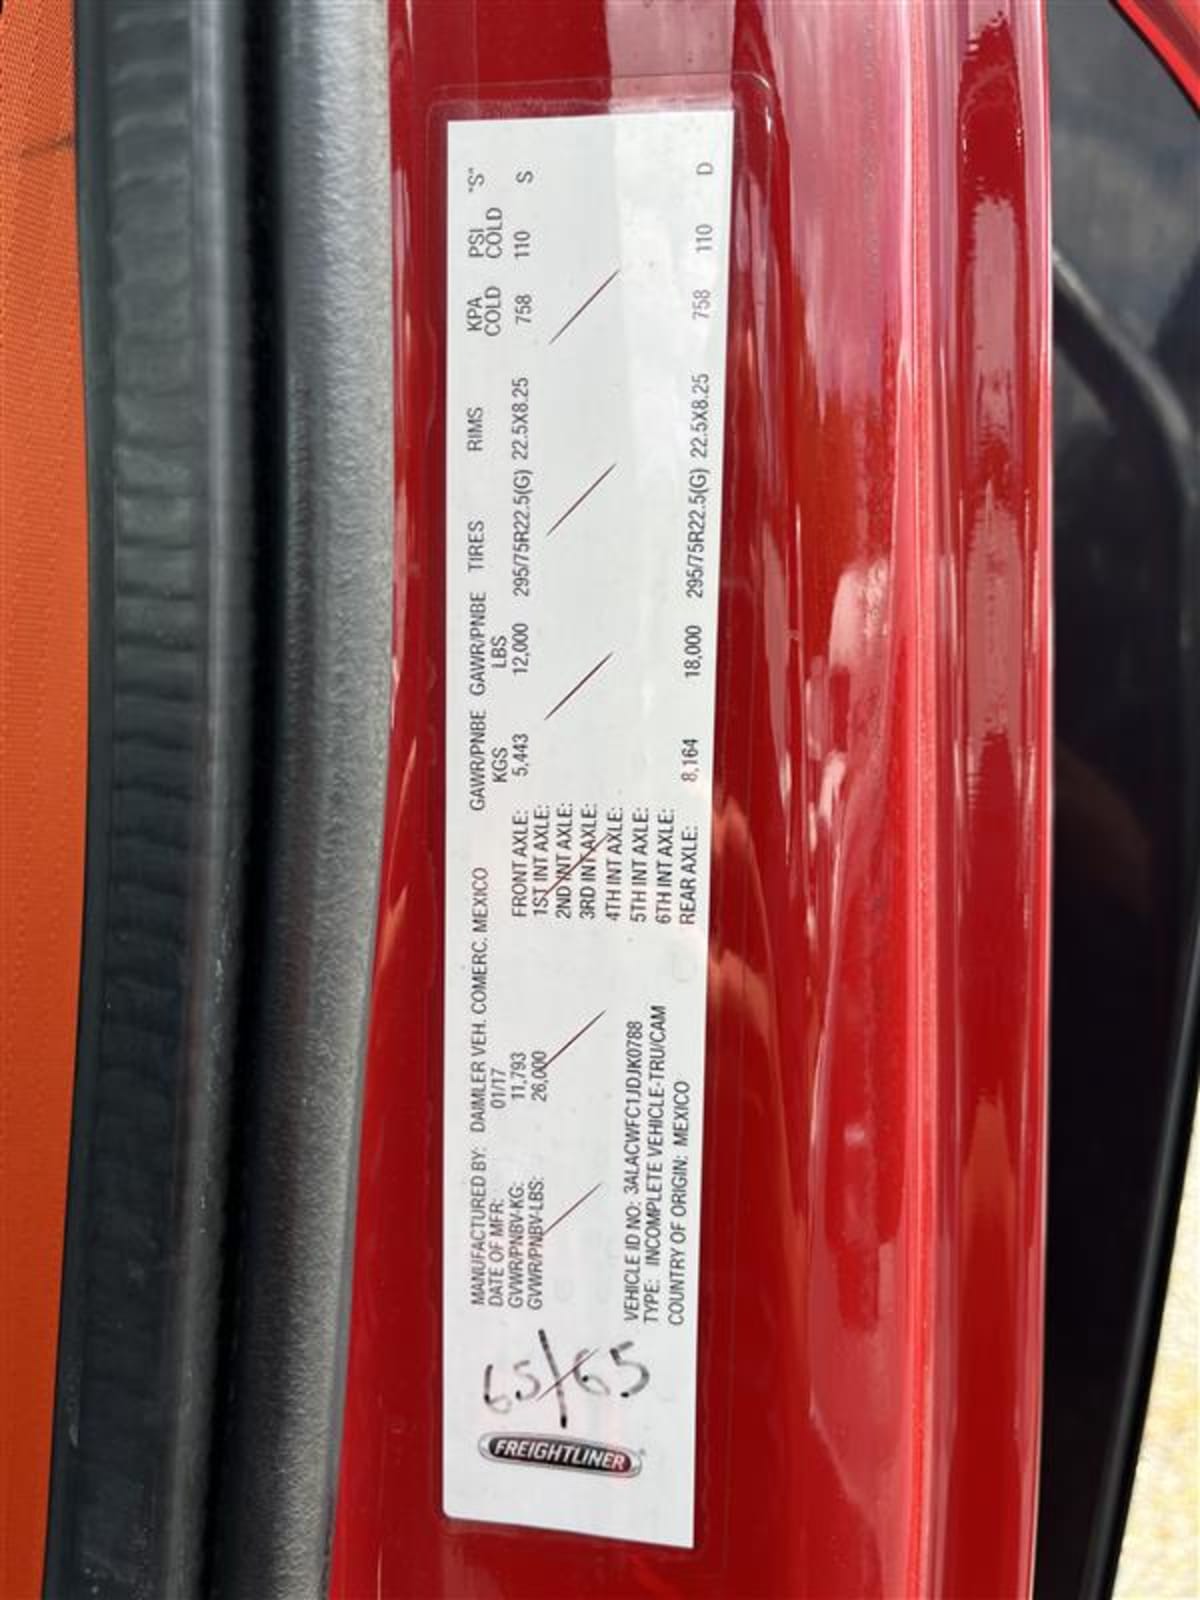 FREIGHTLINER
65/65
MANUFACTURED BY: DAIMLER VEH. COMERC. MEXICO
DATE OF MFR: 01/17
GVWR/PNBV-KG: 11,793
GVWR/PNBV-LBS: 26,000
VEHICLE ID NO: 3ALACWFC1JDJK0788
TYPE: INCOMPLETE VEHICLE-TRU/CAM
COUNTRY OF ORIGIN: MEXICO
GAWR/PNBE GAWR/PNBE TIRES RIMS KPA PSI "S"
KGS LBS COLD COLD
FRONT AXLE: 5,443 12,000 295/75R22.5(G) 22.5X8.25 758 110 S
1ST INT AXLE:
2ND INT AXLE:
3RD INT AXLE:
4TH INT AXLE:
5TH INT AXLE:
6TH INT AXLE:
REAR AXLE: 8,164 18,000 295/75R22.5(G) 22.5X8.25 758 110 D